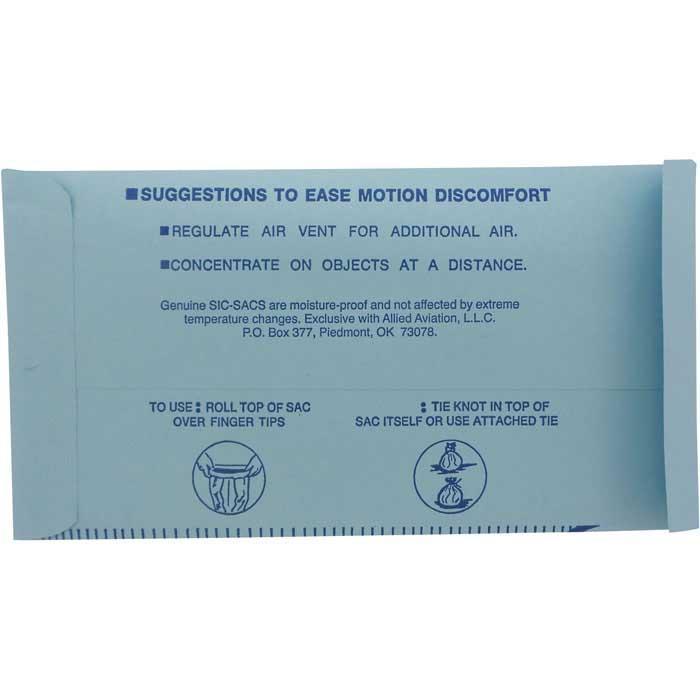 ■SUGGESTIONS TO EASE MOTION DISCOMFORT
■REGULATE AIR VENT FOR ADDITIONAL AIR.
■CONCENTRATE ON OBJECTS AT A DISTANCE.
Genuine SIC-SACS are moisture-proof and not affected by extreme
temperature changes. Exclusive with Allied Aviation, L.L.C.
P.O. Box 377, Piedmont, OK 73078.
TO USE: ROLL TOP OF SAC
OVER FINGER TIPS
: TIE KNOT IN TOP OF
SAC ITSELF OR USE ATTACHED TIE